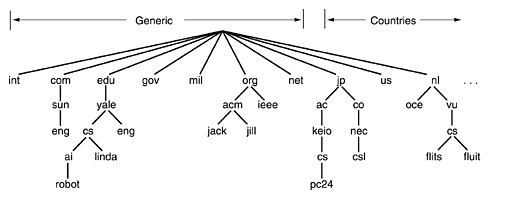 Generic Countries
int com edu gov mil org net jp us nl ...
sun yale acm ieee ac co oce vu
eng cs eng jack jill keio nec cs
ai linda cs csl flits fluit
robot pc24